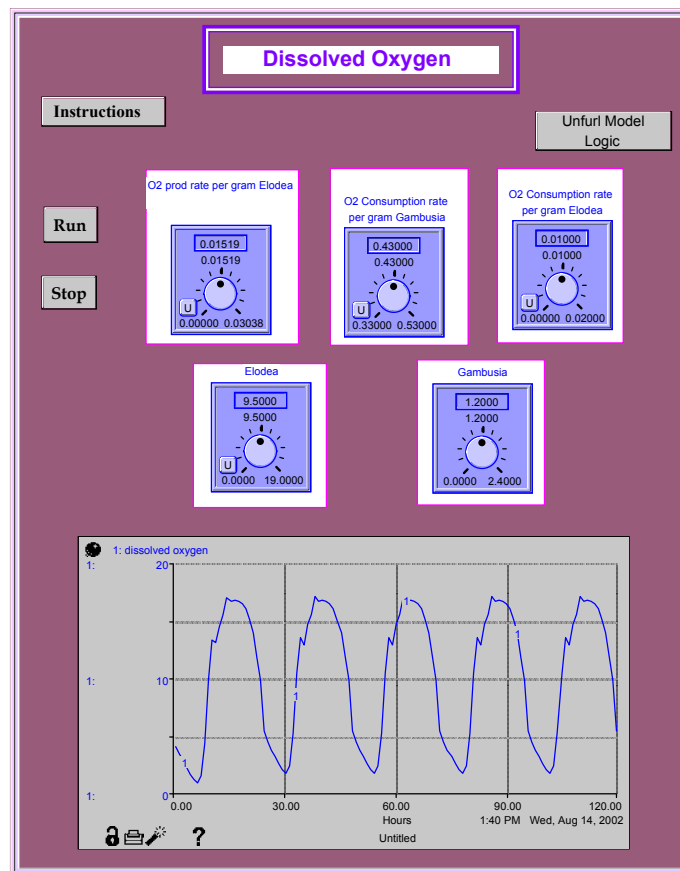 Dissolved Oxygen
Instructions
Unfurl Model
Logic
Run
Stop
O2 prod rate per gram Elodea
0.01519
0.01519
U
0.00000 0.03038
O2 Consumption rate
per gram Gambusia
0.43000
0.43000
U
0.33000 0.53000
O2 Consumption rate
per gram Elodea
0.01000
0.01000
U
0.00000 0.02000
Elodea
9.5000
9.5000
U
0.0000 19.0000
Gambusia
1.2000
1.2000
0.0000 2.4000
1: dissolved oxygen
1: 20
1: 10
1: 0
1
1
1
1
0.00 30.00 60.00 90.00 120.00
Hours 1:40 PM Wed, Aug 14, 2002
? Untitled